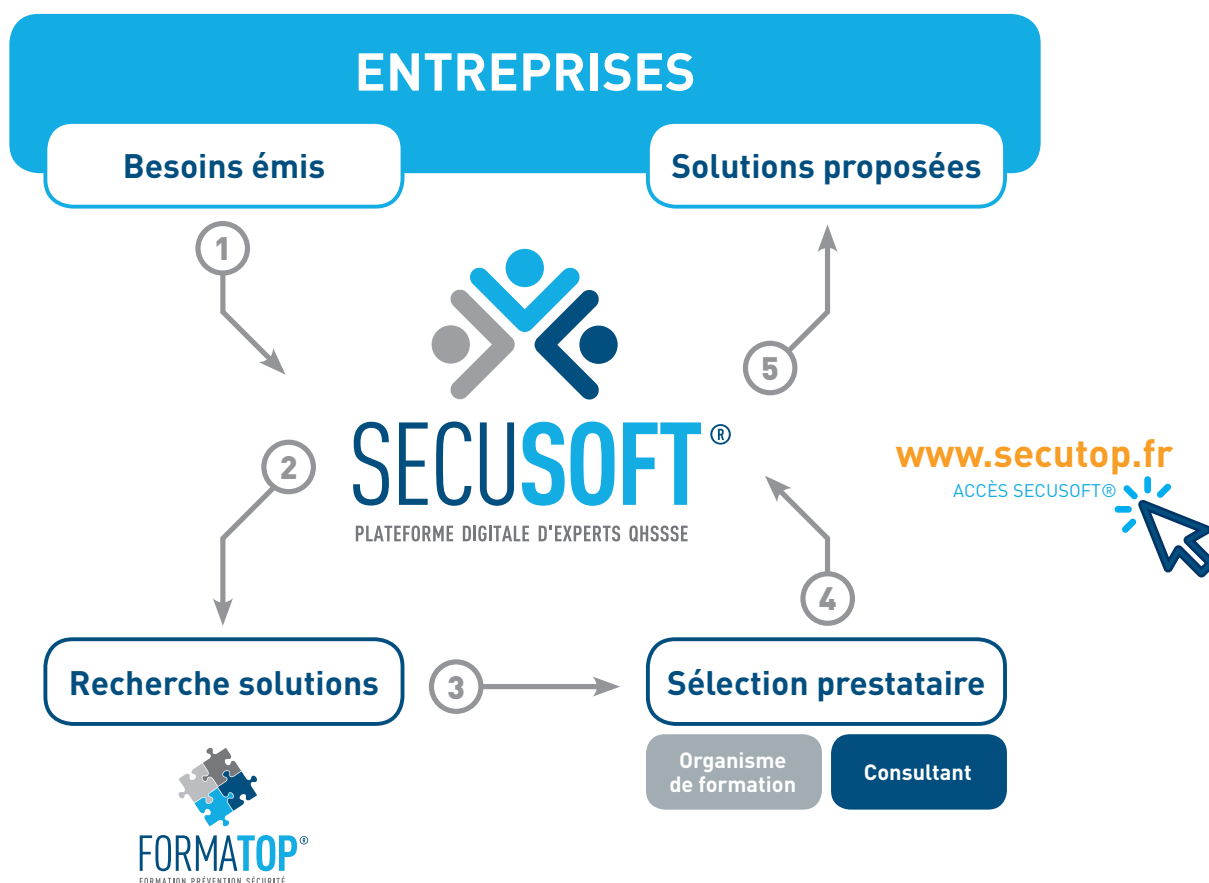 ENTREPRISES
Besoins émis
Solutions proposées
1
5
SECUSOFT®
PLATEFORME DIGITALE D'EXPERTS QHSSSE
www.secutop.fr
ACCÈS SECUSOFT®
2
4
Recherche solutions
3
Sélection prestataire
Organisme
de formation
Consultant
FORMATOP®
FORMATION PRÉVENTION SÉCURITÉ